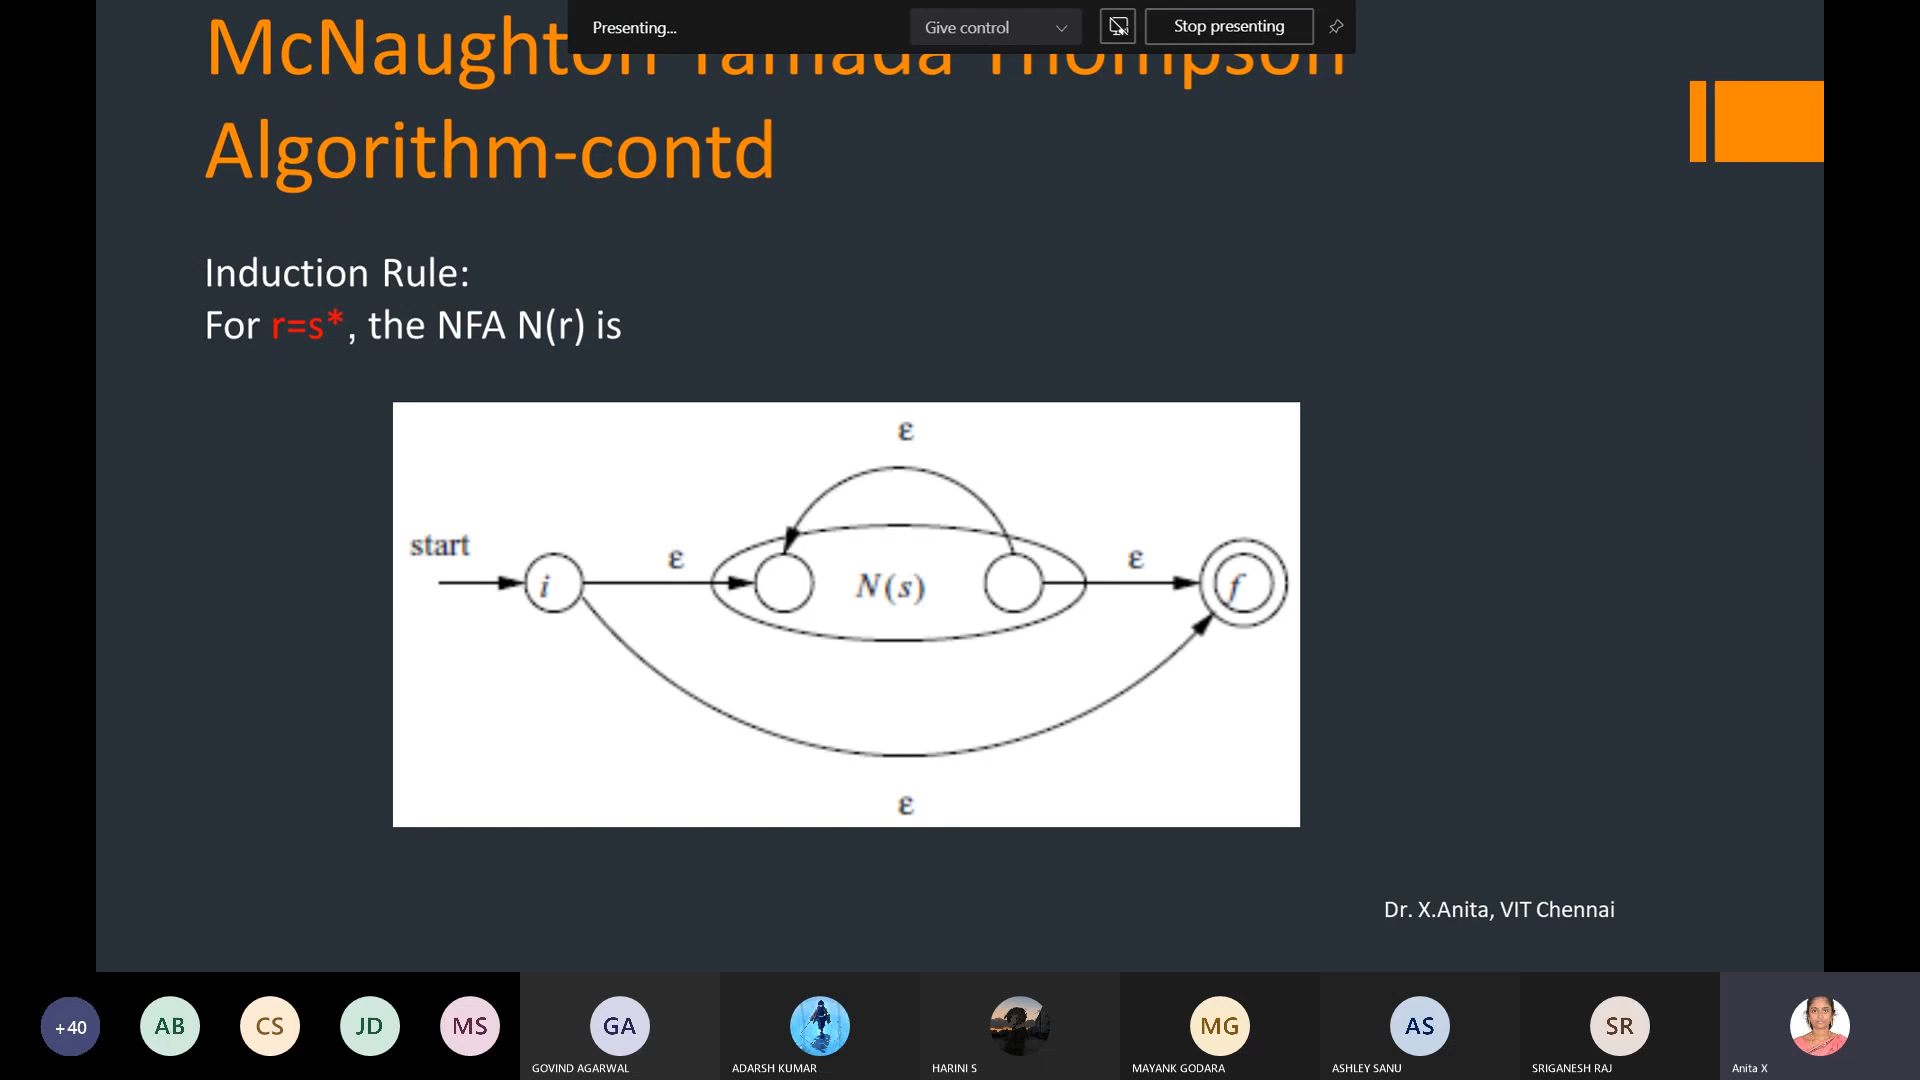 Presenting...
Give control
Stop presenting
McNaughton Yamada Thompson
Algorithm-contd
Induction Rule:
For r=s*, the NFA N(r) is
ε
start
i
ε
N(s)
ε
f
ε
Dr. X.Anita, VIT Chennai
+40
AB
CS
JD
MS
GA
MG
AS
SR
GOVIND AGARWAL
ADARSH KUMAR
HARINI S
MAYANK GODARA
ASHLEY SANU
SRIGANESH RAJ
Anita X